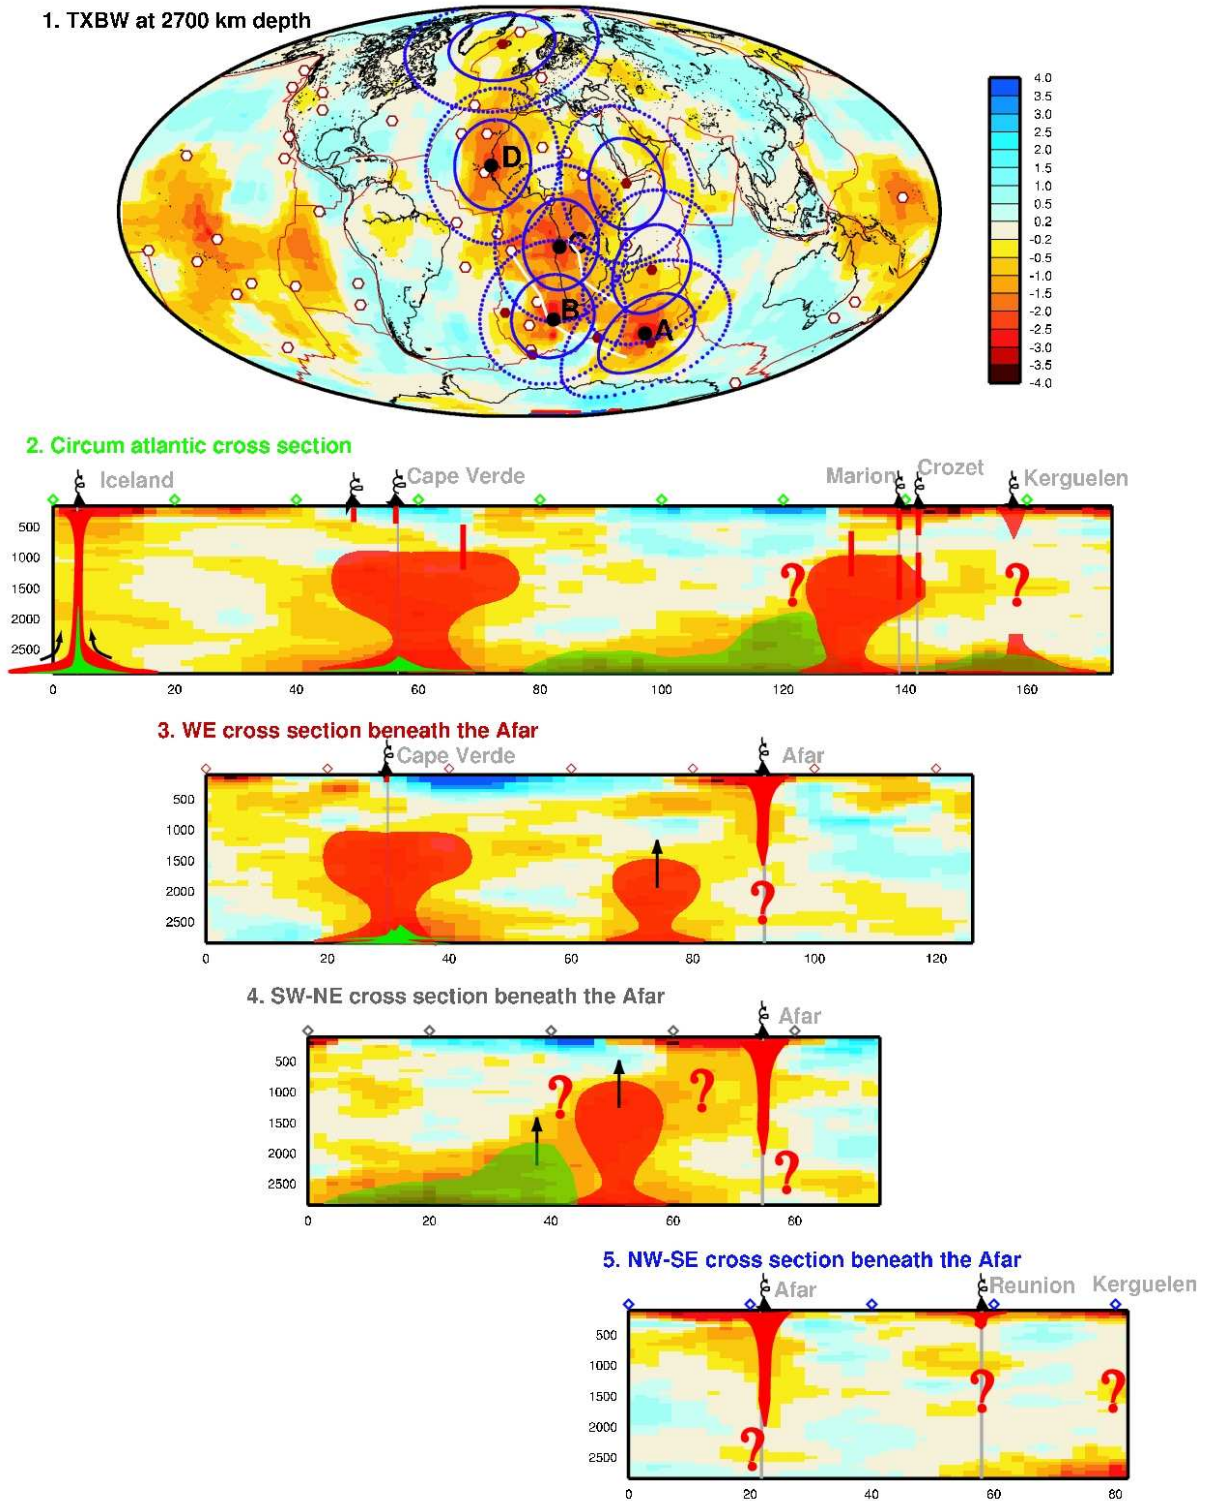 1. TXBW at 2700 km depth
4.0
3.5
3.0
2.5
2.0
1.5
1.0
0.5
0.2
-0.2
-0.5
-1.0
-1.5
-2.0
-2.5
-3.0
-3.5
-4.0
D
C
B
A
2. Circum atlantic cross section
Iceland
Cape Verde
Marion
Crozet
Kerguelen
500
1000
1500
2000
2500
? ?
0 20 40 60 80 100 120 140 160
3. WE cross section beneath the Afar
Cape Verde
Afar
500
1000
1500
2000
2500
?
0 20 40 60 80 100 120
4. SW-NE cross section beneath the Afar
Afar
500
1000
1500
2000
2500
? ? ?
0 20 40 60 80
5. NW-SE cross section beneath the Afar
Afar
Reunion
Kerguelen
500
1000
1500
2000
2500
? ? ?
0 20 40 60 80